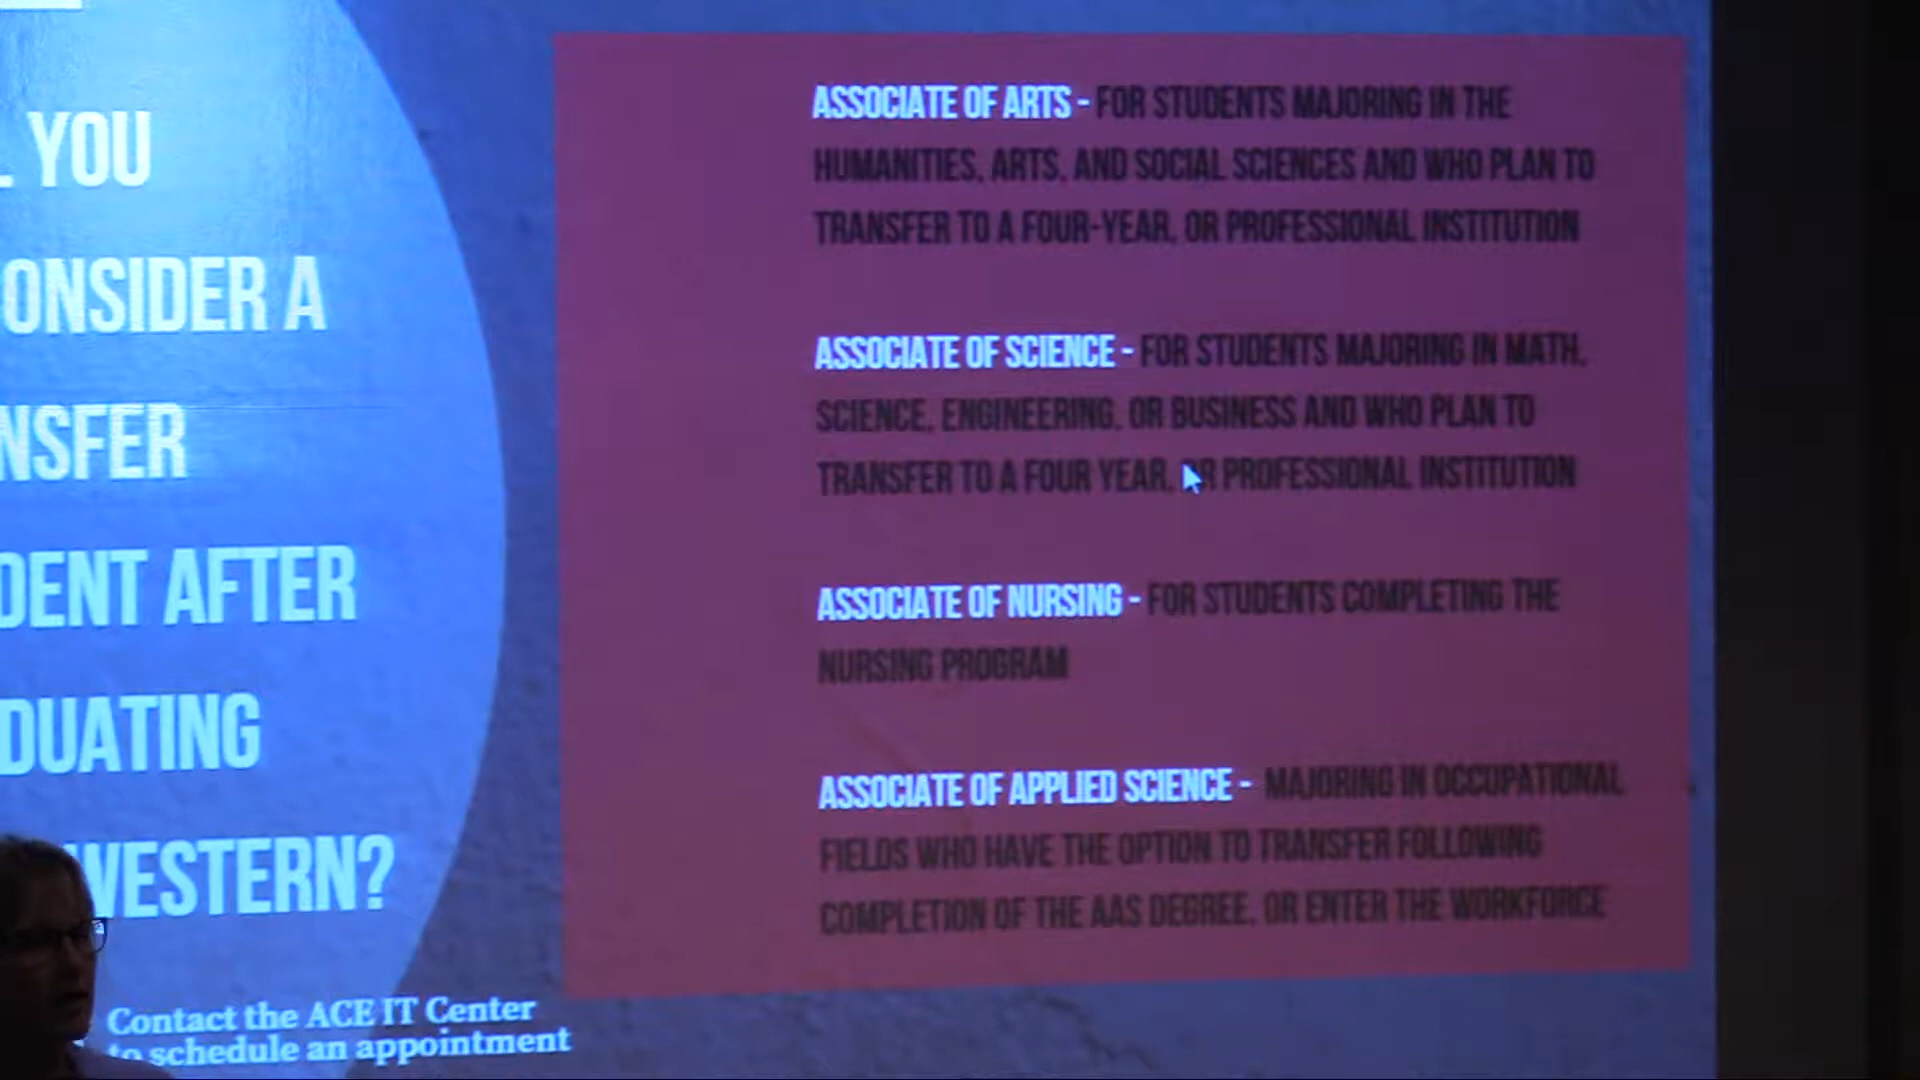 YOU
ONSIDER A
NSFER
DENT AFTER
DUATING
WESTERN?
Contact the ACE IT Center
to schedule an appointment
ASSOCIATE OF ARTS - FOR STUDENTS MAJORING IN THE
HUMANITIES, ARTS, AND SOCIAL SCIENCES AND WHO PLAN TO
TRANSFER TO A FOUR-YEAR, OR PROFESSIONAL INSTITUTION
ASSOCIATE OF SCIENCE - FOR STUDENTS MAJORING IN MATH,
SCIENCE, ENGINEERING, OR BUSINESS AND WHO PLAN TO
TRANSFER TO A FOUR YEAR, OR PROFESSIONAL INSTITUTION
ASSOCIATE OF NURSING - FOR STUDENTS COMPLETING THE
NURSING PROGRAM
ASSOCIATE OF APPLIED SCIENCE - MAJORING IN OCCUPATIONAL
FIELDS WHO HAVE THE OPTION TO TRANSFER FOLLOWING
COMPLETION OF THE AAS DEGREE, OR ENTER THE WORKFORCE